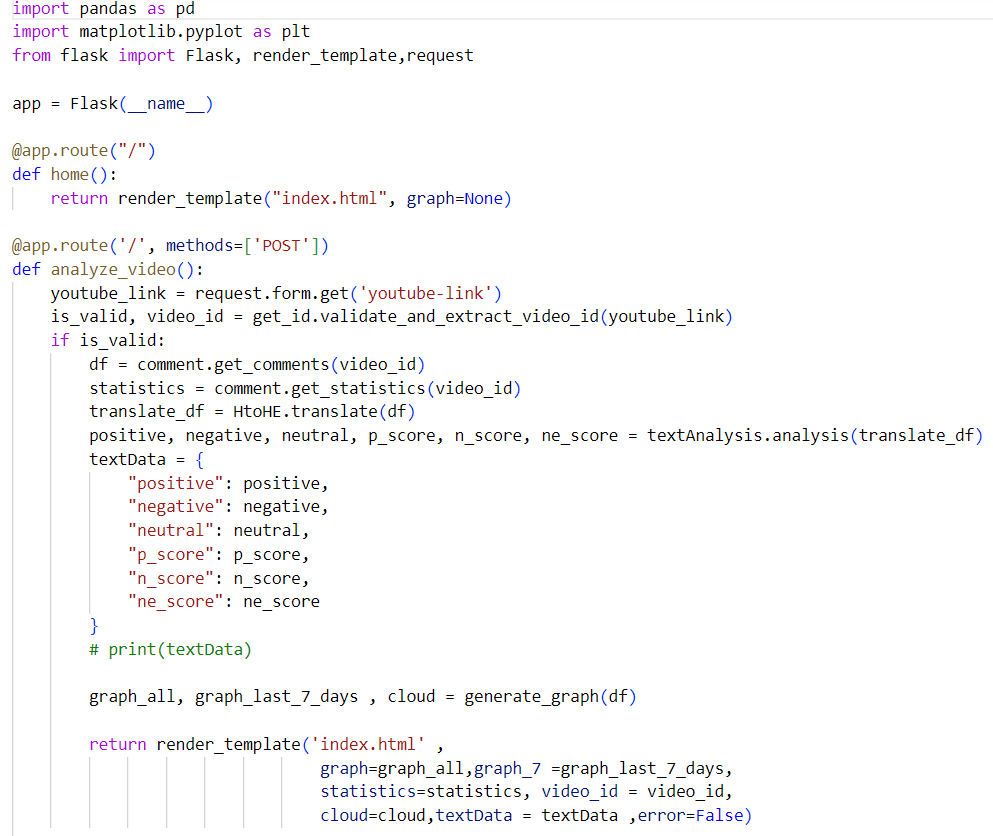 import pandas as pd
import matplotlib.pyplot as plt
from flask import Flask, render_template,request

app = Flask(__name__)

@app.route("/")
def home():
    return render_template("index.html", graph=None)

@app.route('/', methods=['POST'])
def analyze_video():
    youtube_link = request.form.get('youtube-link')
    is_valid, video_id = get_id.validate_and_extract_video_id(youtube_link)
    if is_valid:
        df = comment.get_comments(video_id)
        statistics = comment.get_statistics(video_id)
        translate_df = HtoHE.translate(df)
        positive, negative, neutral, p_score, n_score, ne_score = textAnalysis.analysis(translate_df)
        textData = {
            "positive": positive,
            "negative": negative,
            "neutral": neutral,
            "p_score": p_score,
            "n_score": n_score,
            "ne_score": ne_score
        }
        # print(textData)

        graph_all, graph_last_7_days , cloud = generate_graph(df)

        return render_template('index.html' ,
                                graph=graph_all,graph_7 =graph_last_7_days,
                                statistics=statistics, video_id = video_id,
                                cloud=cloud,textData = textData ,error=False)